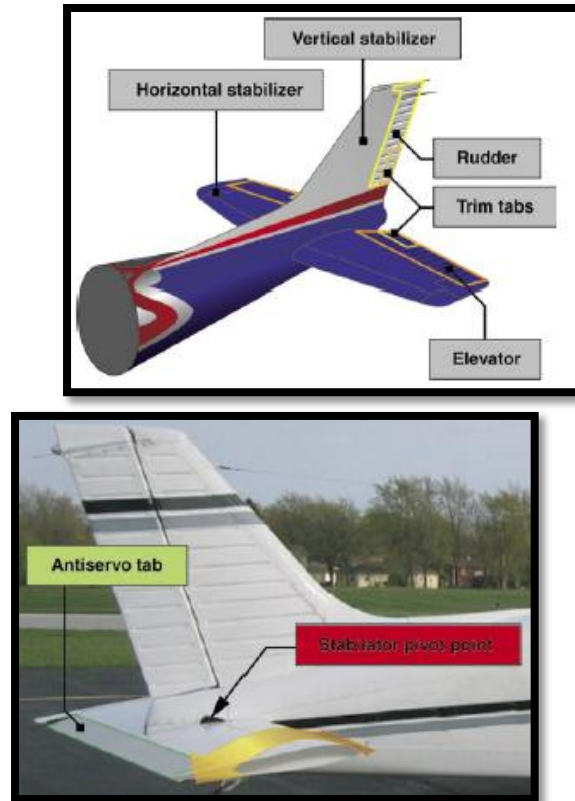 Vertical stabilizer
Horizontal stabilizer
Rudder
Trim tabs
Elevator
Antiservo tab
Stabilator pivot point